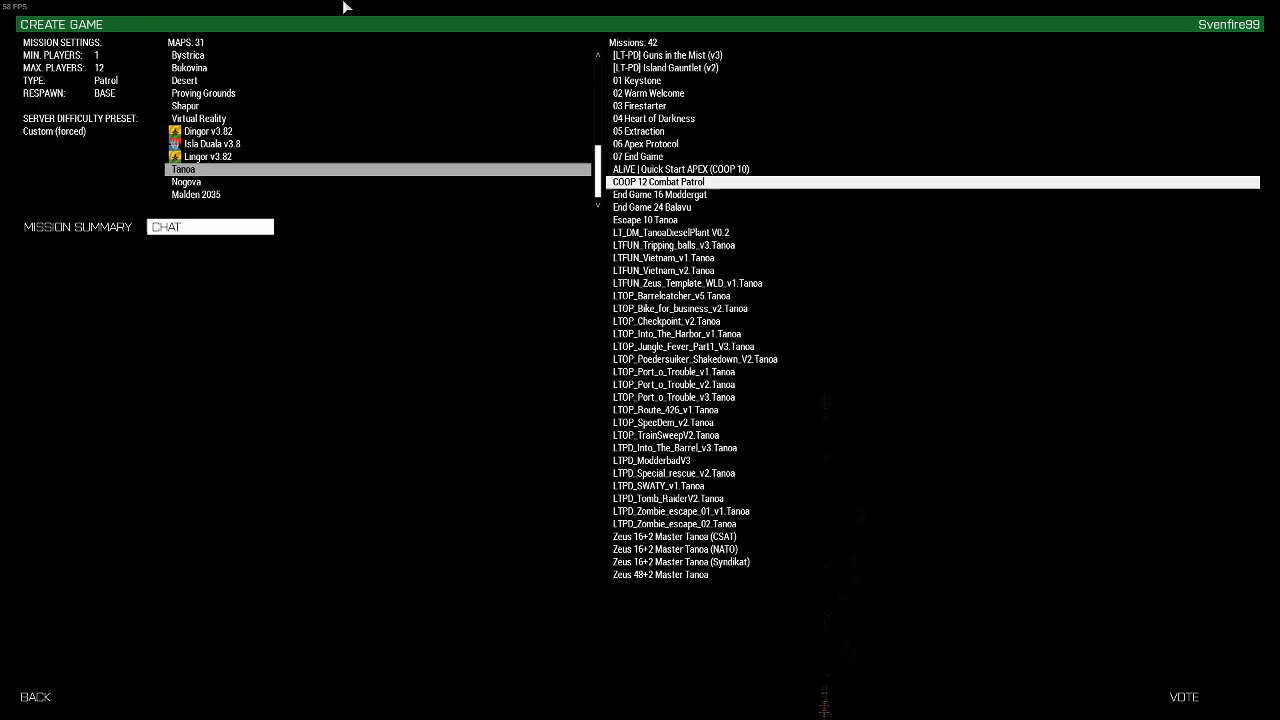 58 FPS
CREATE GAME
Svenfire99
MISSION SETTINGS:
MIN. PLAYERS: 1
MAX. PLAYERS: 12
TYPE: Patrol
RESPAWN: BASE
SERVER DIFFICULTY PRESET:
Custom (forced)
MAPS: 31
Bystrica
Bukovina
Desert
Proving Grounds
Shapur
Virtual Reality
Dingor v3.82
Isla Duala v3.8
Lingor v3.82
Tanoa
Nogova
Malden 2035
MISSION SUMMARY
CHAT
Missions: 42
[LT-PD] Guns in the Mist (v3)
[LT-PD] Island Gauntlet (v2)
01 Keystone
02 Warm Welcome
03 Firestarter
04 Heart of Darkness
05 Extraction
06 Apex Protocol
07 End Game
ALiVE | Quick Start APEX (COOP 10)
COOP 12 Combat Patrol
End Game 16 Moddergat
End Game 24 Balavu
Escape 10 Tanoa
LT_DM_TanoaDieselPlant V0.2
LTFUN_Tripping_balls_v3.Tanoa
LTFUN_Vietnam_v1.Tanoa
LTFUN_Vietnam_v2.Tanoa
LTFUN_Zeus_Template_WLD_v1.Tanoa
LTOP_Barrelcatcher_v5.Tanoa
LTOP_Bike_for_business_v2.Tanoa
LTOP_Checkpoint_v2.Tanoa
LTOP_Into_The_Harbor_v1.Tanoa
LTOP_Jungle_Fever_Part1_V3.Tanoa
LTOP_Poedersuiker_Shakedown_V2.Tanoa
LTOP_Port_o_Trouble_v1.Tanoa
LTOP_Port_o_Trouble_v2.Tanoa
LTOP_Port_o_Trouble_v3.Tanoa
LTOP_Route_426_v1.Tanoa
LTOP_SpecDem_v2.Tanoa
LTOP_TrainSweepV2.Tanoa
LTPD_Into_The_Barrel_v3.Tanoa
LTPD_ModderbadV3
LTPD_Special_rescue_v2.Tanoa
LTPD_SWATY_v1.Tanoa
LTPD_Tomb_RaiderV2.Tanoa
LTPD_Zombie_escape_01_v1.Tanoa
LTPD_Zombie_escape_02.Tanoa
Zeus 16+2 Master Tanoa (CSAT)
Zeus 16+2 Master Tanoa (NATO)
Zeus 16+2 Master Tanoa (Syndikat)
Zeus 48+2 Master Tanoa
BACK
VOTE